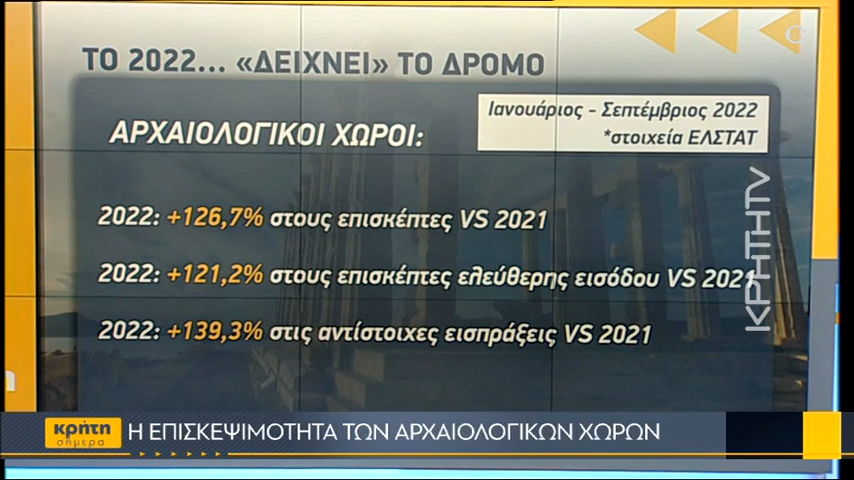 ΤΟ 2022... «ΔΕΙΧΝΕΙ» ΤΟ ΔΡΟΜΟ
Ιανουάριος - Σεπτέμβριος 2022
*στοιχεία ΕΛΣΤΑΤ
ΑΡΧΑΙΟΛΟΓΙΚΟΙ ΧΩΡΟΙ:
2022: +126,7% στους επισκέπτες VS 2021
2022: +121,2% στους επισκέπτες ελεύθερης εισόδου VS 2021
2022: +139,3% στις αντίστοιχες εισπράξεις VS 2021
ΚΡΗΤΗTV
κρήτη
σήμερα
Η ΕΠΙΣΚΕΨΙΜΟΤΗΤΑ ΤΩΝ ΑΡΧΑΙΟΛΟΓΙΚΩΝ ΧΩΡΩΝ